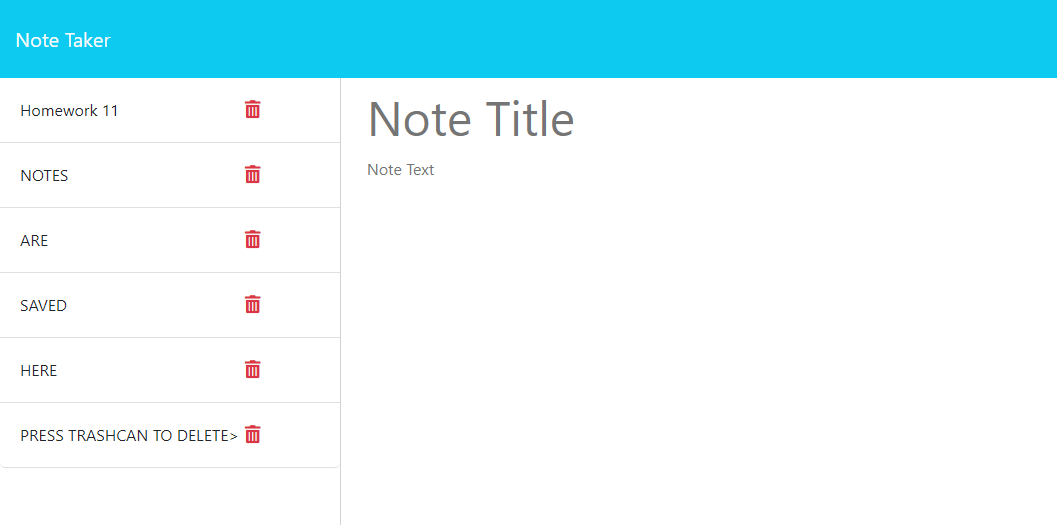 Note Taker
Homework 11
NOTES
ARE
SAVED
HERE
PRESS TRASHCAN TO DELETE>
Note Title
Note Text